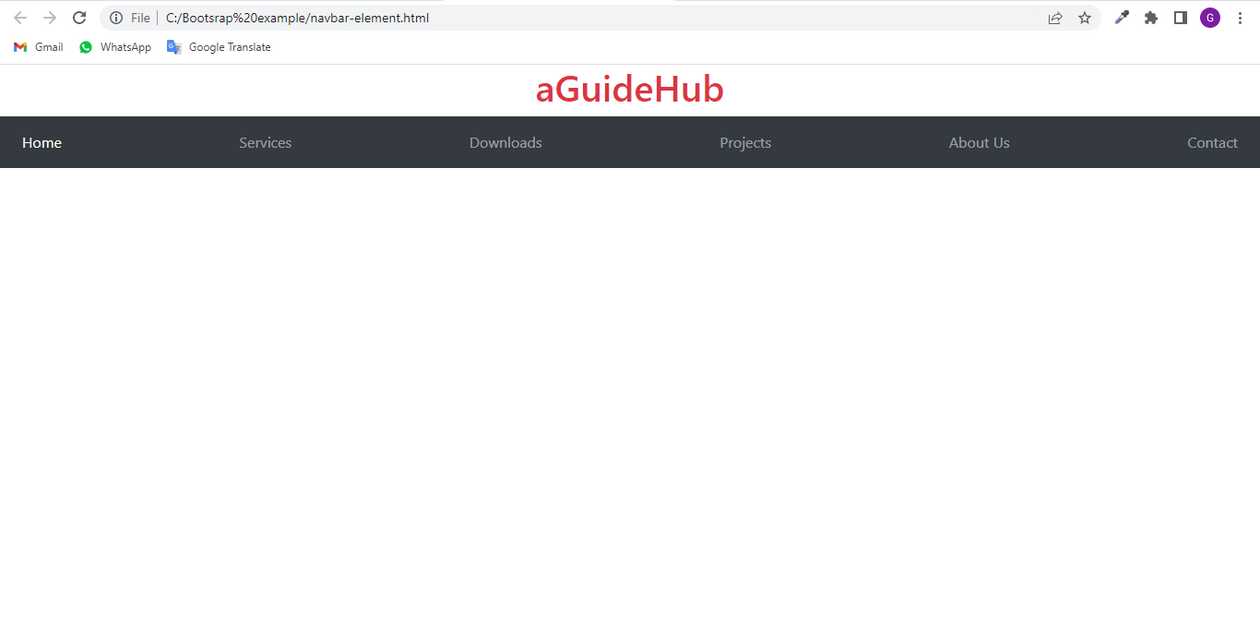 File C:/Bootsrap%20example/navbar-element.html G
Gmail WhatsApp Google Translate
aGuideHub
Home Services Downloads Projects About Us Contact